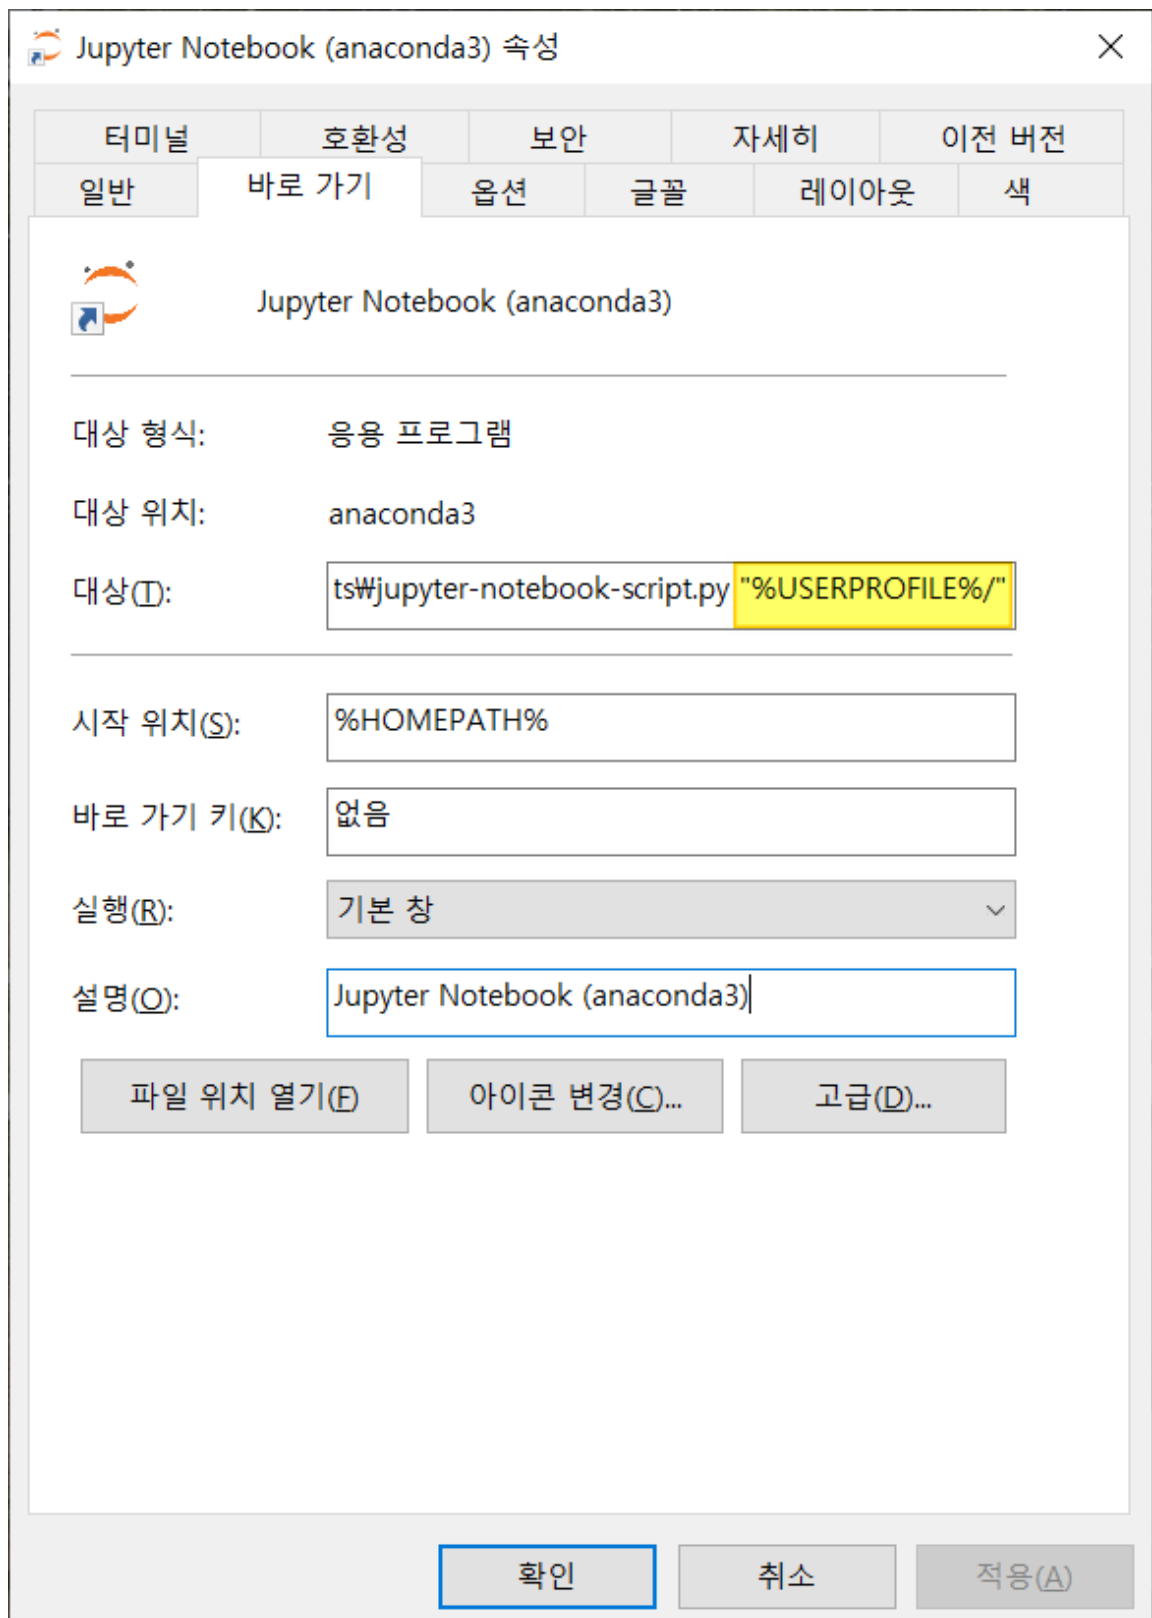 Jupyter Notebook (anaconda3) 속성
터미널 호환성 보안 자세히 이전 버전
일반 바로 가기 옵션 글꼴 레이아웃 색
Jupyter Notebook (anaconda3)
대상 형식: 응용 프로그램
대상 위치: anaconda3
대상(T): ts₩jupyter-notebook-script.py "%USERPROFILE%/"
시작 위치(S): %HOMEPATH%
바로 가기 키(K): 없음
실행(R): 기본 창
설명(O): Jupyter Notebook (anaconda3)
파일 위치 열기(F) 아이콘 변경(C)... 고급(D)...
확인 취소 적용(A)